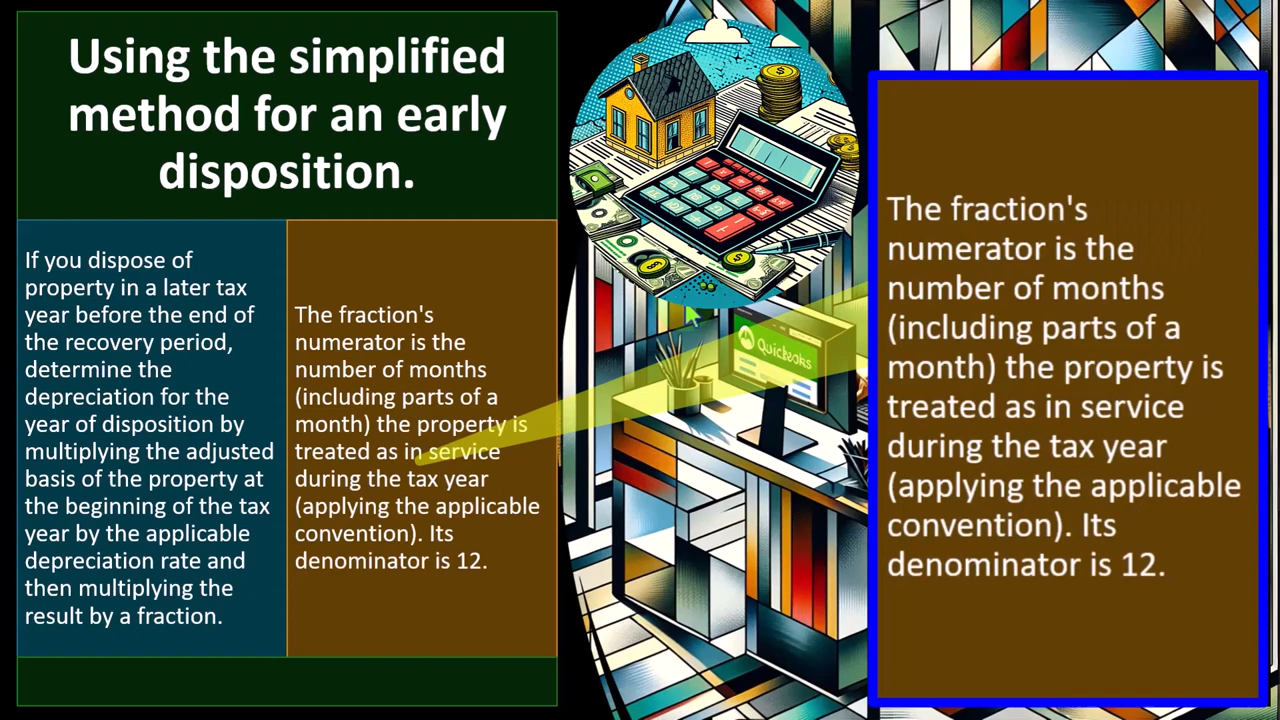 Using the simplified
method for an early
disposition.
If you dispose of
property in a later tax
year before the end of
the recovery period,
determine the
depreciation for the
year of disposition by
multiplying the adjusted
basis of the property at
the beginning of the tax
year by the applicable
depreciation rate and
then multiplying the
result by a fraction.
The fraction's
numerator is the
number of months
(including parts of a
month) the property is
treated as in service
during the tax year
(applying the applicable
convention). Its
denominator is 12.
The fraction's
numerator is the
number of months
(including parts of a
month) the property is
treated as in service
during the tax year
(applying the applicable
convention). Its
denominator is 12.